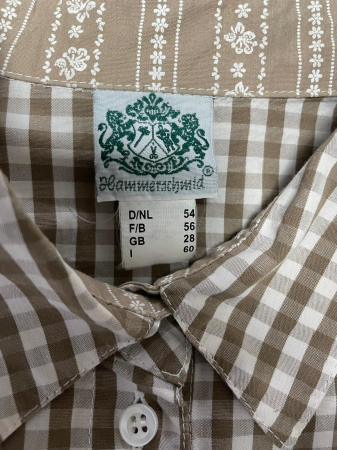 Hammerschmid
®
D/NL 54
F/B 56
GB 28
I 60